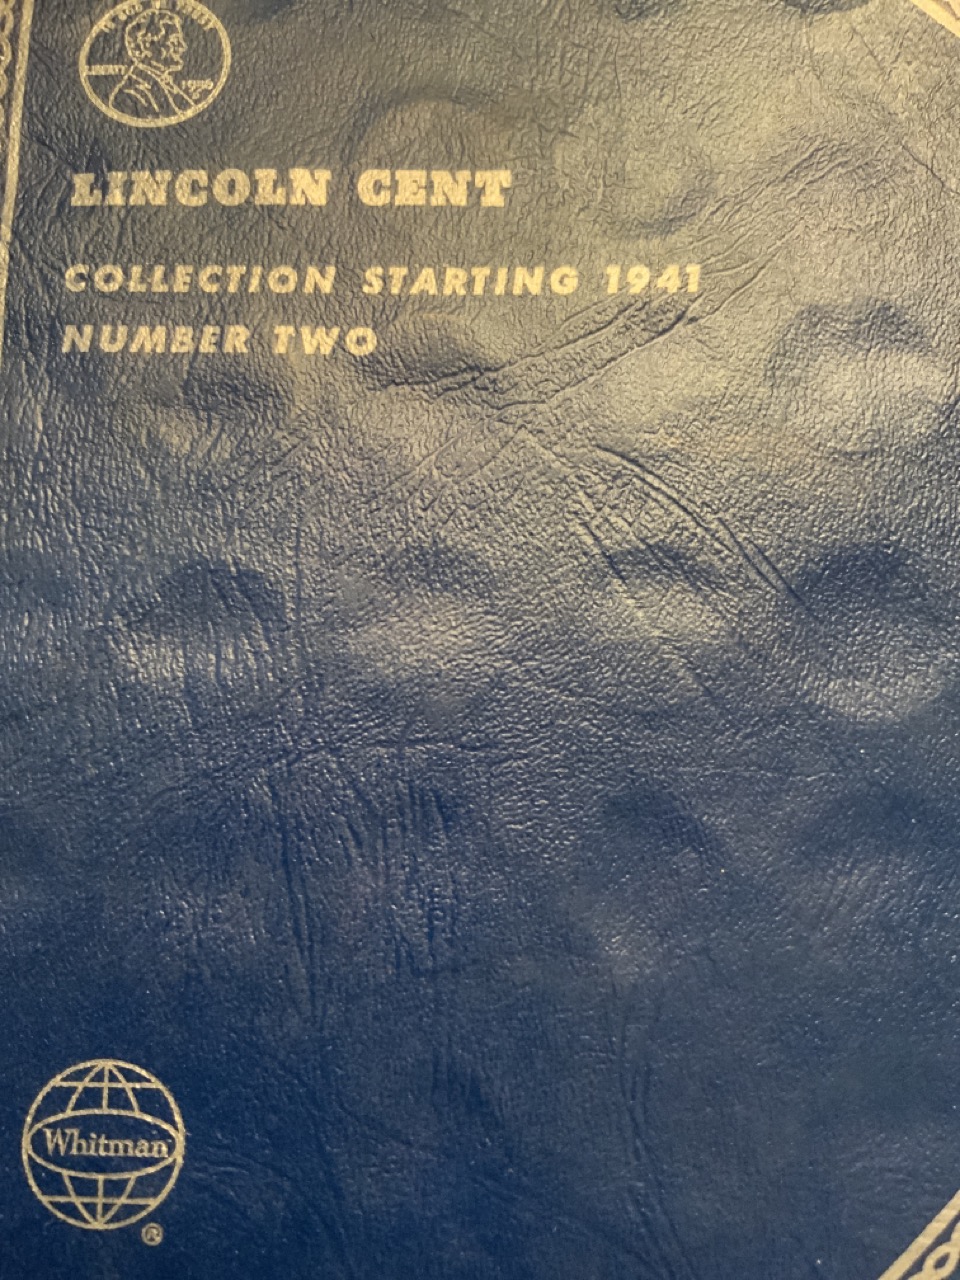 LINCOLN CENT
COLLECTION STARTING 1941
NUMBER TWO
Whitman
®